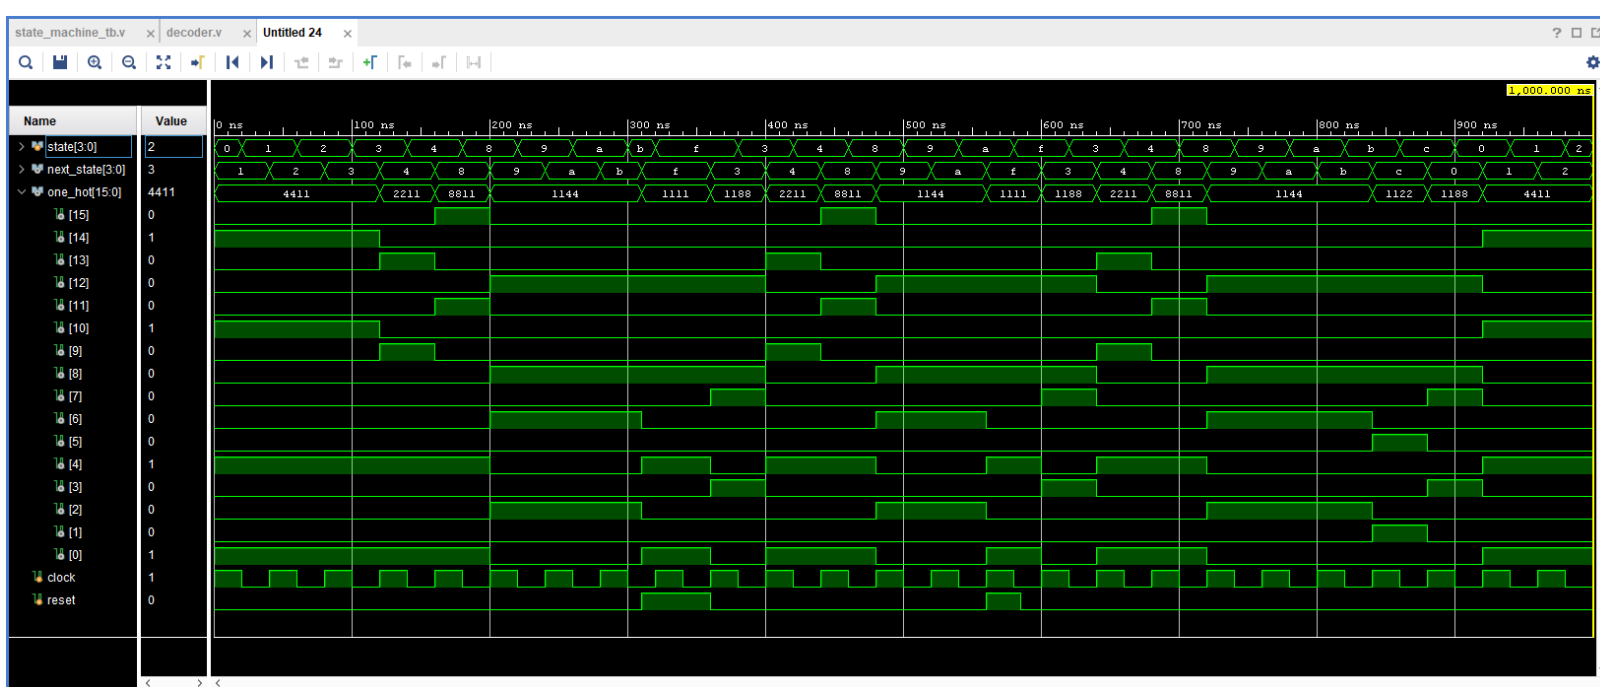 state_machine_tb.v × decoder.v × Untitled 24 ×
1,000.000 ns
Name Value
0 ns 100 ns 200 ns 300 ns 400 ns 500 ns 600 ns 700 ns 800 ns 900 ns
state[3:0] 2 0 1 2 3 4 8 9 a b f 3 4 8 9 a f 3 4 8 9 a b c 0 1 2
next_state[3:0] 3 1 2 3 4 8 9 a b f 3 4 8 9 a f 3 4 8 9 a b c 0 1 2
one_hot[15:0] 4411 4411 2211 8811 1144 1111 1188 2211 8811 1144 1111 1188 2211 8811 1144 1122 1188 4411
[15] 0
[14] 1
[13] 0
[12] 0
[11] 0
[10] 1
[9] 0
[8] 0
[7] 0
[6] 0
[5] 0
[4] 1
[3] 0
[2] 0
[1] 0
[0] 1
clock 1
reset 0